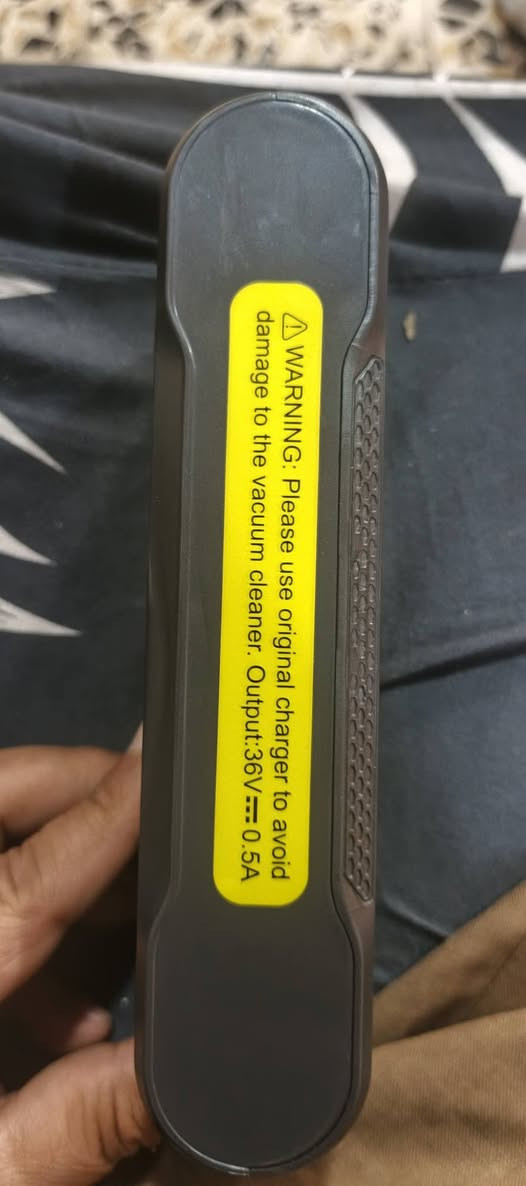 ⚠ WARNING: Please use original charger to avoid
damage to the vacuum cleaner. Output:36V⎓0.5A